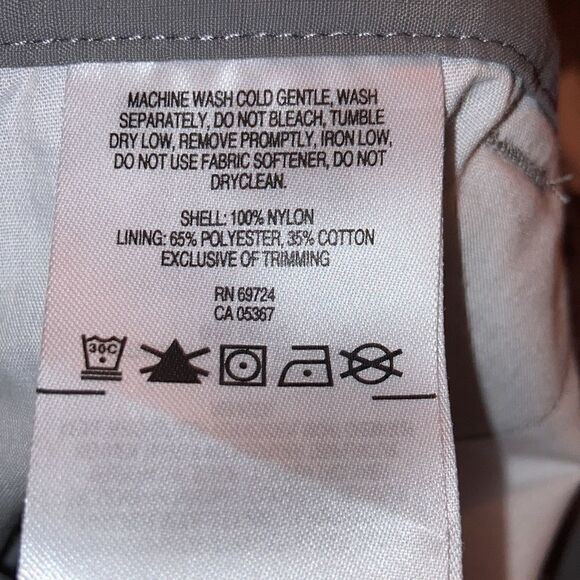 MACHINE WASH COLD GENTLE, WASH
SEPARATELY, DO NOT BLEACH, TUMBLE
DRY LOW, REMOVE PROMPTLY, IRON LOW,
DO NOT USE FABRIC SOFTENER, DO NOT
DRYCLEAN.
SHELL: 100% NYLON
LINING: 65% POLYESTER, 35% COTTON
EXCLUSIVE OF TRIMMING
RN 69724
CA 05367
30·C